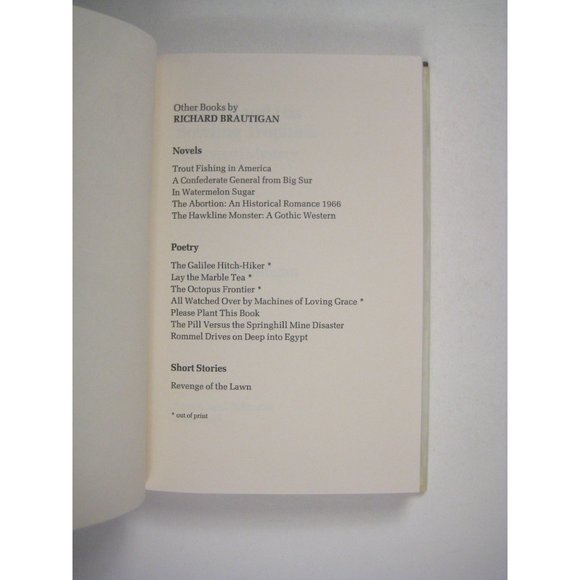 Other Books by
RICHARD BRAUTIGAN
Novels
Trout Fishing in America
A Confederate General from Big Sur
In Watermelon Sugar
The Abortion: An Historical Romance 1966
The Hawkline Monster: A Gothic Western
Poetry
The Galilee Hitch-Hiker *
Lay the Marble Tea *
The Octopus Frontier *
All Watched Over by Machines of Loving Grace *
Please Plant This Book
The Pill Versus the Springhill Mine Disaster
Rommel Drives on Deep into Egypt
Short Stories
Revenge of the Lawn
* out of print